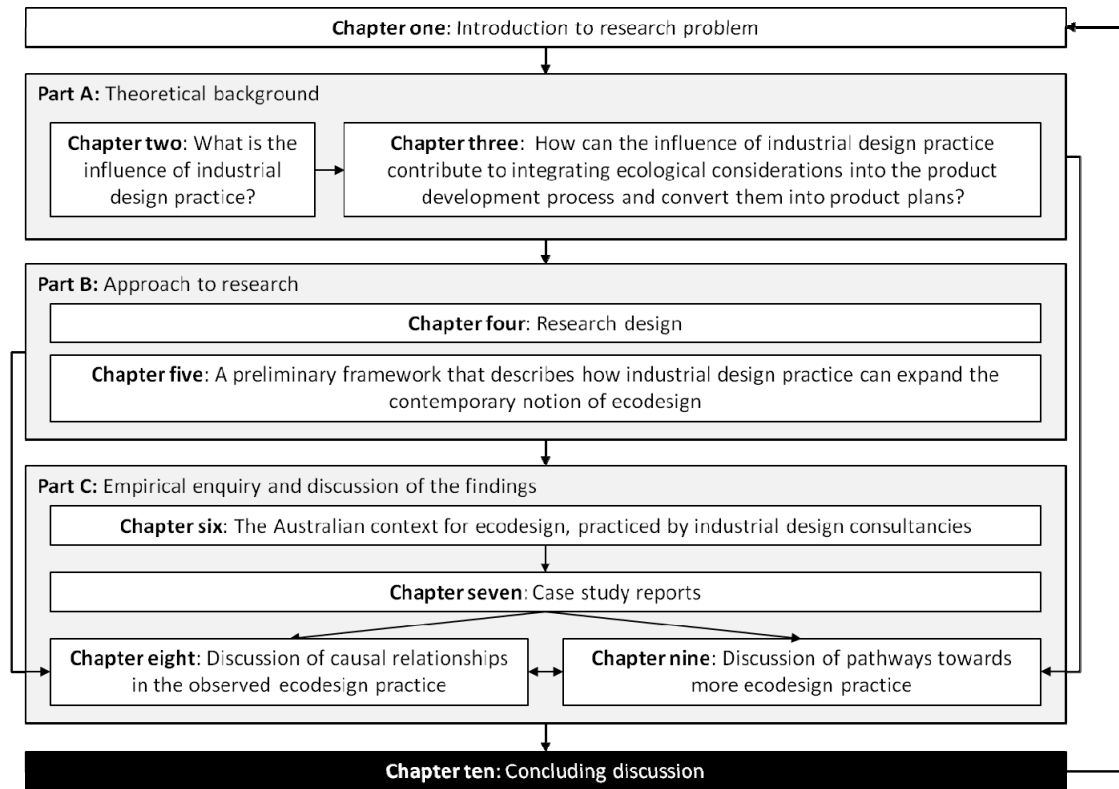 Chapter one: Introduction to research problem
Part A: Theoretical background
Chapter two: What is the
influence of industrial
design practice?
Chapter three: How can the influence of industrial design practice
contribute to integrating ecological considerations into the product
development process and convert them into product plans?
Part B: Approach to research
Chapter four: Research design
Chapter five: A preliminary framework that describes how industrial design practice can expand the
contemporary notion of ecodesign
Part C: Empirical enquiry and discussion of the findings
Chapter six: The Australian context for ecodesign, practiced by industrial design consultancies
Chapter seven: Case study reports
Chapter eight: Discussion of causal relationships
in the observed ecodesign practice
Chapter nine: Discussion of pathways towards
more ecodesign practice
Chapter ten: Concluding discussion